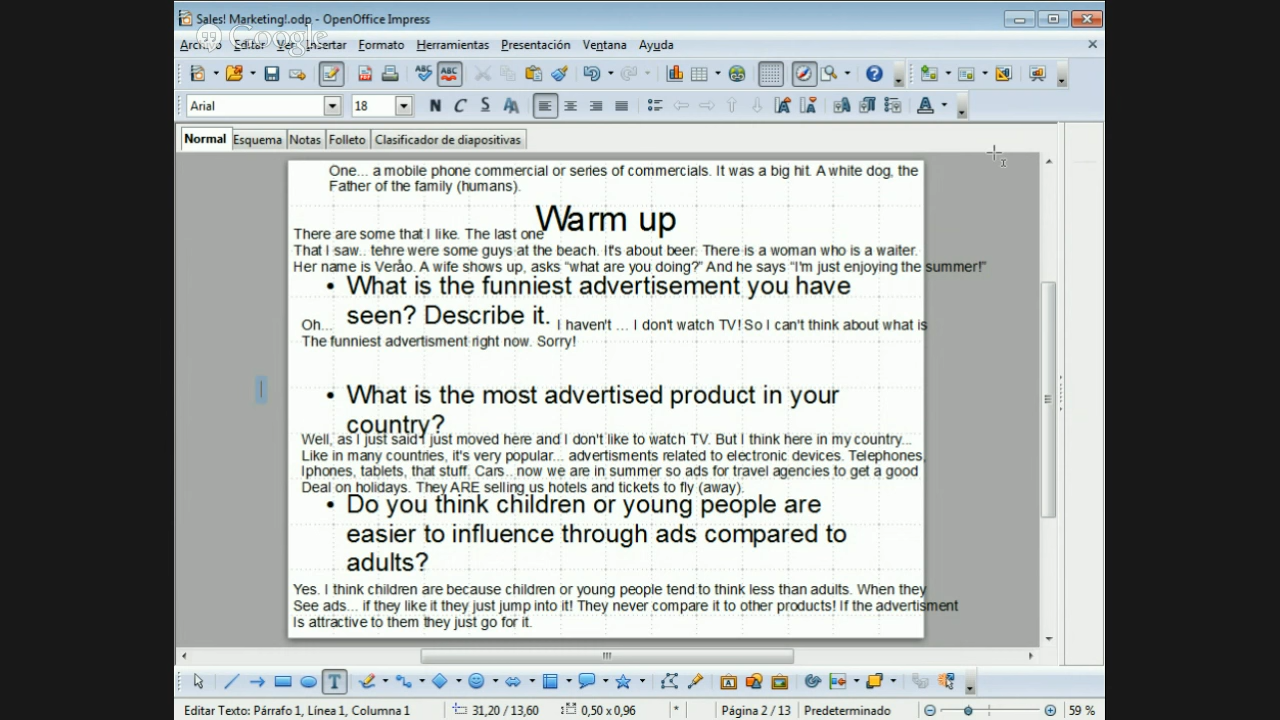 Sales! Marketing!.odp - OpenOffice Impress
Google
Archivo Editar Ver Insertar Formato Herramientas Presentación Ventana Ayuda
Arial 18 N C S
Normal Esquema Notas Folleto Clasificador de diapositivas
One... a mobile phone commercial or series of commercials. It was a big hit. A white dog, the
Father of the family (humans).
Warm up
There are some that I like. The last one
That I saw.. tehre were some guys at the beach. It's about beer. There is a woman who is a waiter.
Her name is Verão. A wife shows up, asks “what are you doing?” And he says “I'm just enjoying the summer!”
• What is the funniest advertisement you have
seen? Describe it.
Oh... I haven't ... I don't watch TV! So I can't think about what is
The funniest advertisment right now. Sorry!
• What is the most advertised product in your
country?
Well, as I just said I just moved here and I don't like to watch TV. But I think here in my country...
Like in many countries, it's very popular... advertisments related to electronic devices. Telephones,
Iphones, tablets, that stuff. Cars.. now we are in summer so ads for travel agencies to get a good
Deal on holidays. They ARE selling us hotels and tickets to fly (away).
• Do you think children or young people are
easier to influence through ads compared to
adults?
Yes. I think children are because children or young people tend to think less than adults. When they
See ads... if they like it they just jump into it! They never compare it to other products! If the advertisment
Is attractive to them they just go for it.
Editar Texto: Párrafo 1, Línea 1, Columna 1 31,20 / 13,60 0,50 x 0,96 * Página 2 / 13 Predeterminado 59 %